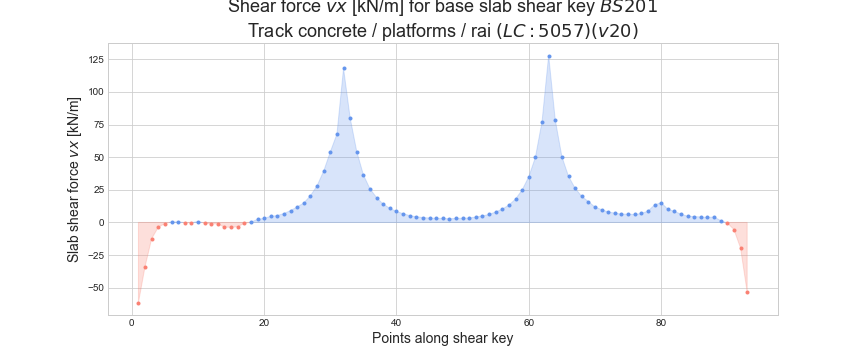 Shear force vx [kN/m] for base slab shear key BS201
Track concrete / platforms / rai (LC : 5057)(v20)
125
100
75
50
25
0
−25
−50
Slab shear force vx [kN/m]
0 20 40 60 80
Points along shear key